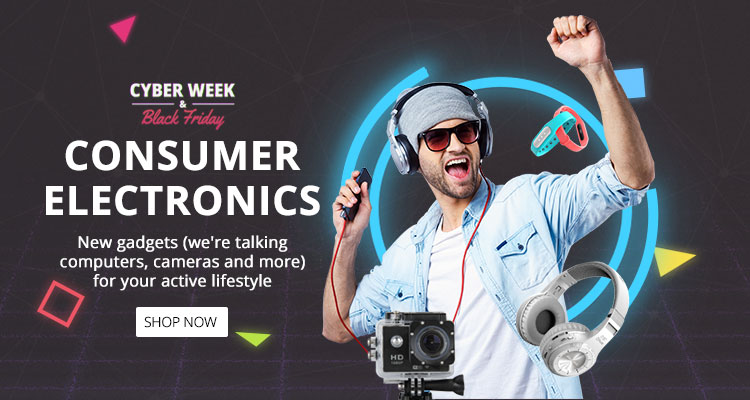 CYBER WEEK
&
Black Friday
CONSUMER
ELECTRONICS
New gadgets (we're talking
computers, cameras and more)
for your active lifestyle
SHOP NOW
HD